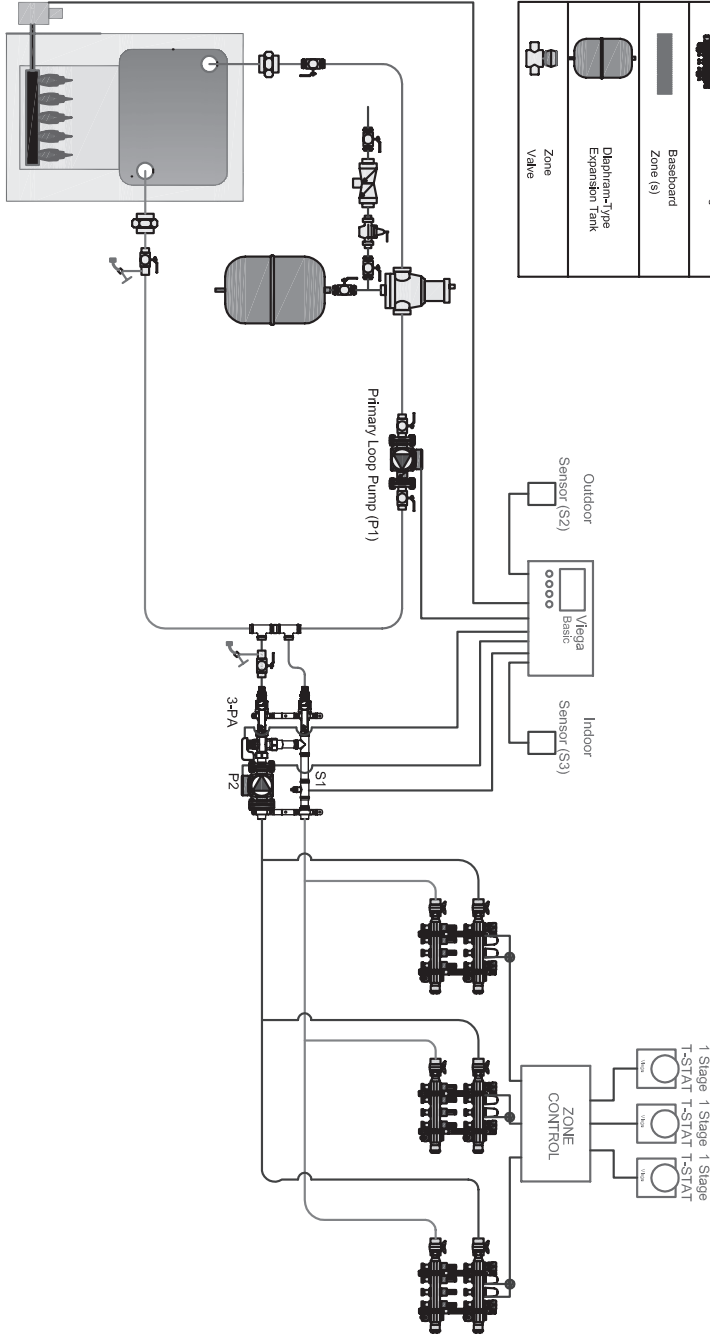 Baseboard
Zone (s)
Diaphram-Type
Expansion Tank
Zone
Valve
Outdoor
Sensor (S2)
Viega
Basic
Indoor
Sensor (S3)
Primary Loop Pump (P1)
3-PA
P2
S1
ZONE
CONTROL
1 Stage
T-STAT
1 Stage
T-STAT
1 Stage
T-STAT